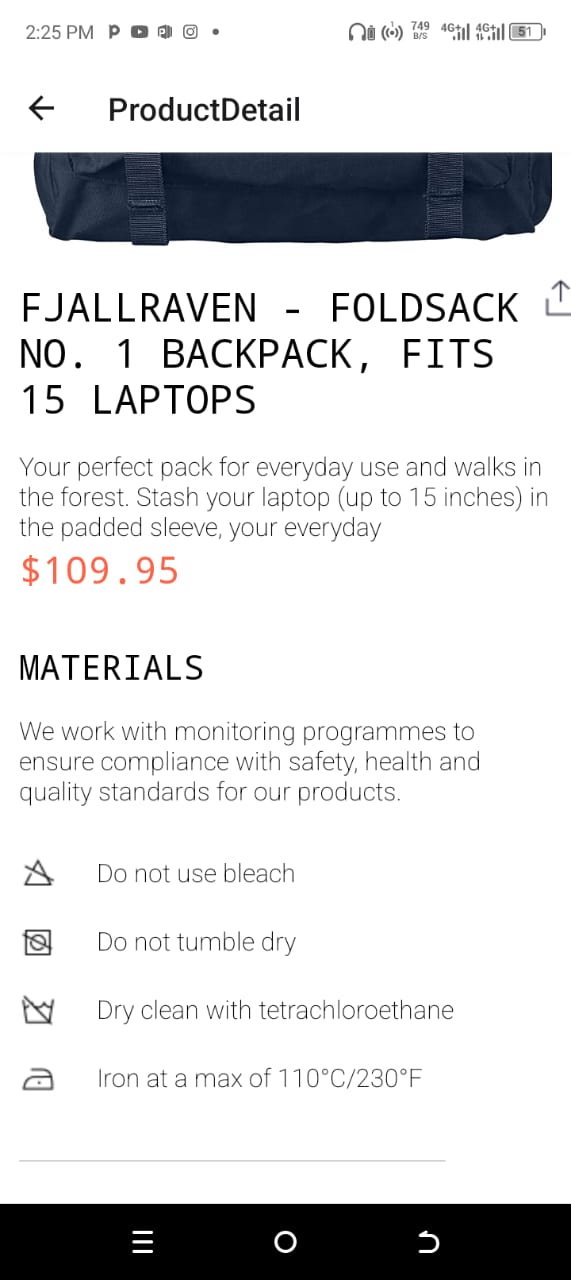 2:25 PM
749
B/S
4G+
4G+
51
ProductDetail
FJALLRAVEN - FOLDSACK
NO. 1 BACKPACK, FITS
15 LAPTOPS
Your perfect pack for everyday use and walks in
the forest. Stash your laptop (up to 15 inches) in
the padded sleeve, your everyday
$109.95
MATERIALS
We work with monitoring programmes to
ensure compliance with safety, health and
quality standards for our products.
Do not use bleach
Do not tumble dry
Dry clean with tetrachloroethane
Iron at a max of 110°C/230°F